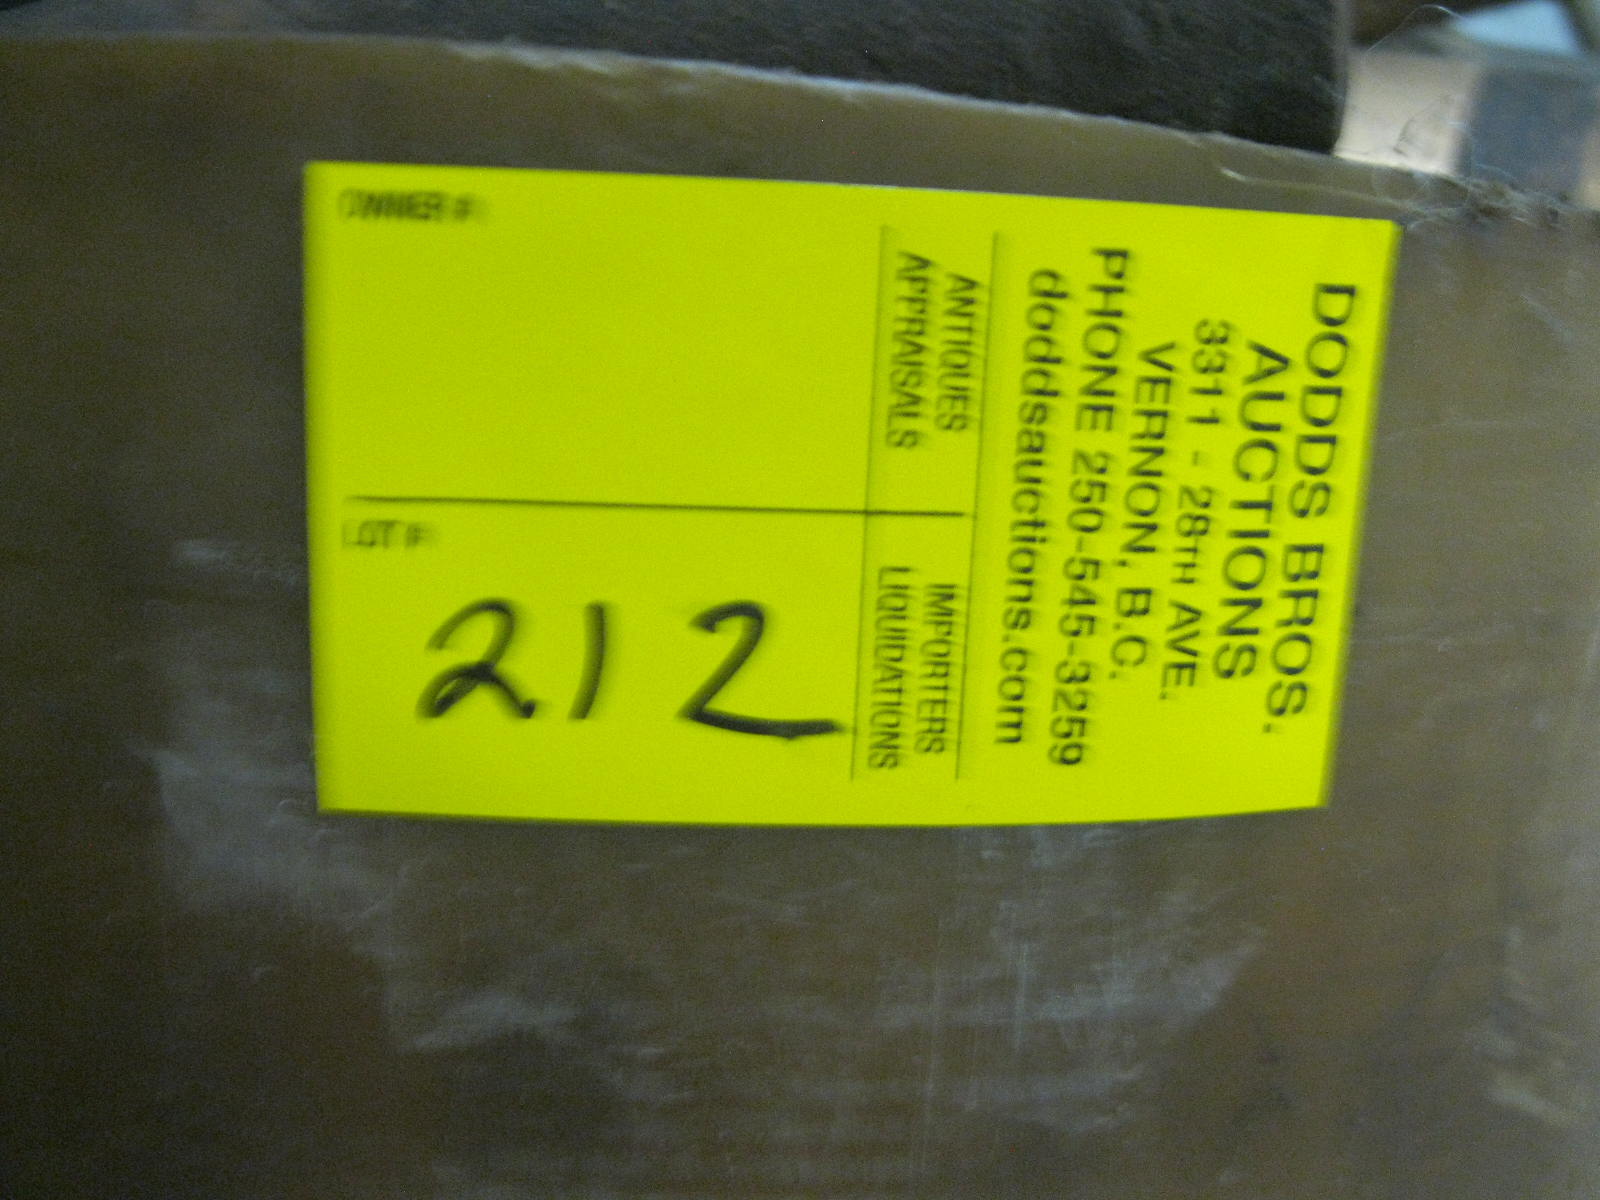 DODDS BROS.
AUCTIONS
3311 - 28TH AVE.
VERNON, B.C.
PHONE 250-545-3259
doddsauctions.com
ANTIQUES
APPRAISALS
IMPORTERS
LIQUIDATIONS
OWNER #:
LOT #:
212